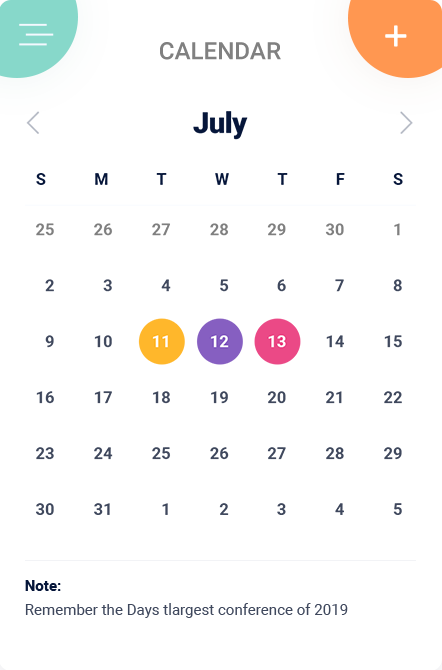 CALENDAR
July
S M T W T F S
25 26 27 28 29 30 1
2 3 4 5 6 7 8
9 10 11 12 13 14 15
16 17 18 19 20 21 22
23 24 25 26 27 28 29
30 31 1 2 3 4 5
Note:
Remember the Days tlargest conference of 2019